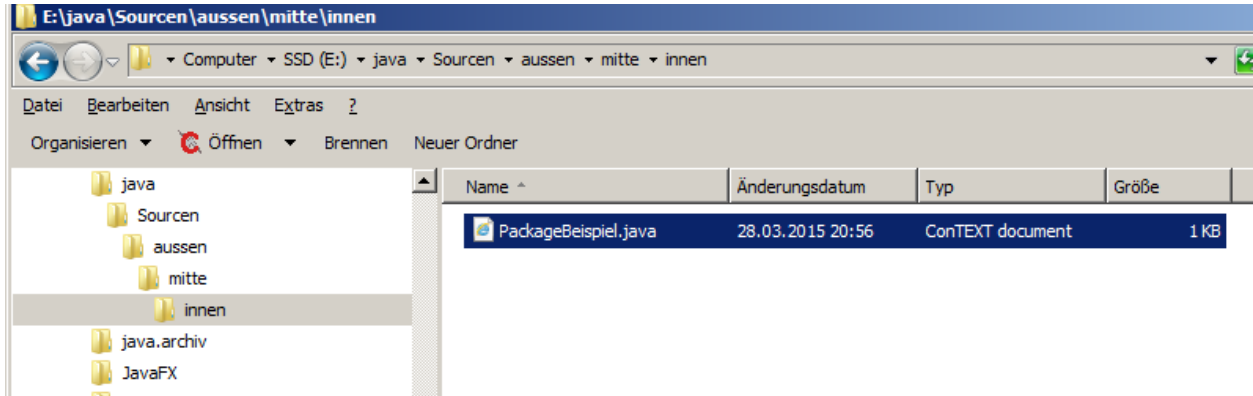 E:\java\Sourcen\aussen\mitte\innen
Computer SSD (E:) java Sourcen aussen mitte innen
Datei Bearbeiten Ansicht Extras ?
Organisieren Öffnen Brennen Neuer Ordner
java
Sourcen
aussen
mitte
innen
java.archiv
JavaFX
Name Änderungsdatum Typ Größe
PackageBeispiel.java 28.03.2015 20:56 ConTEXT document 1 KB